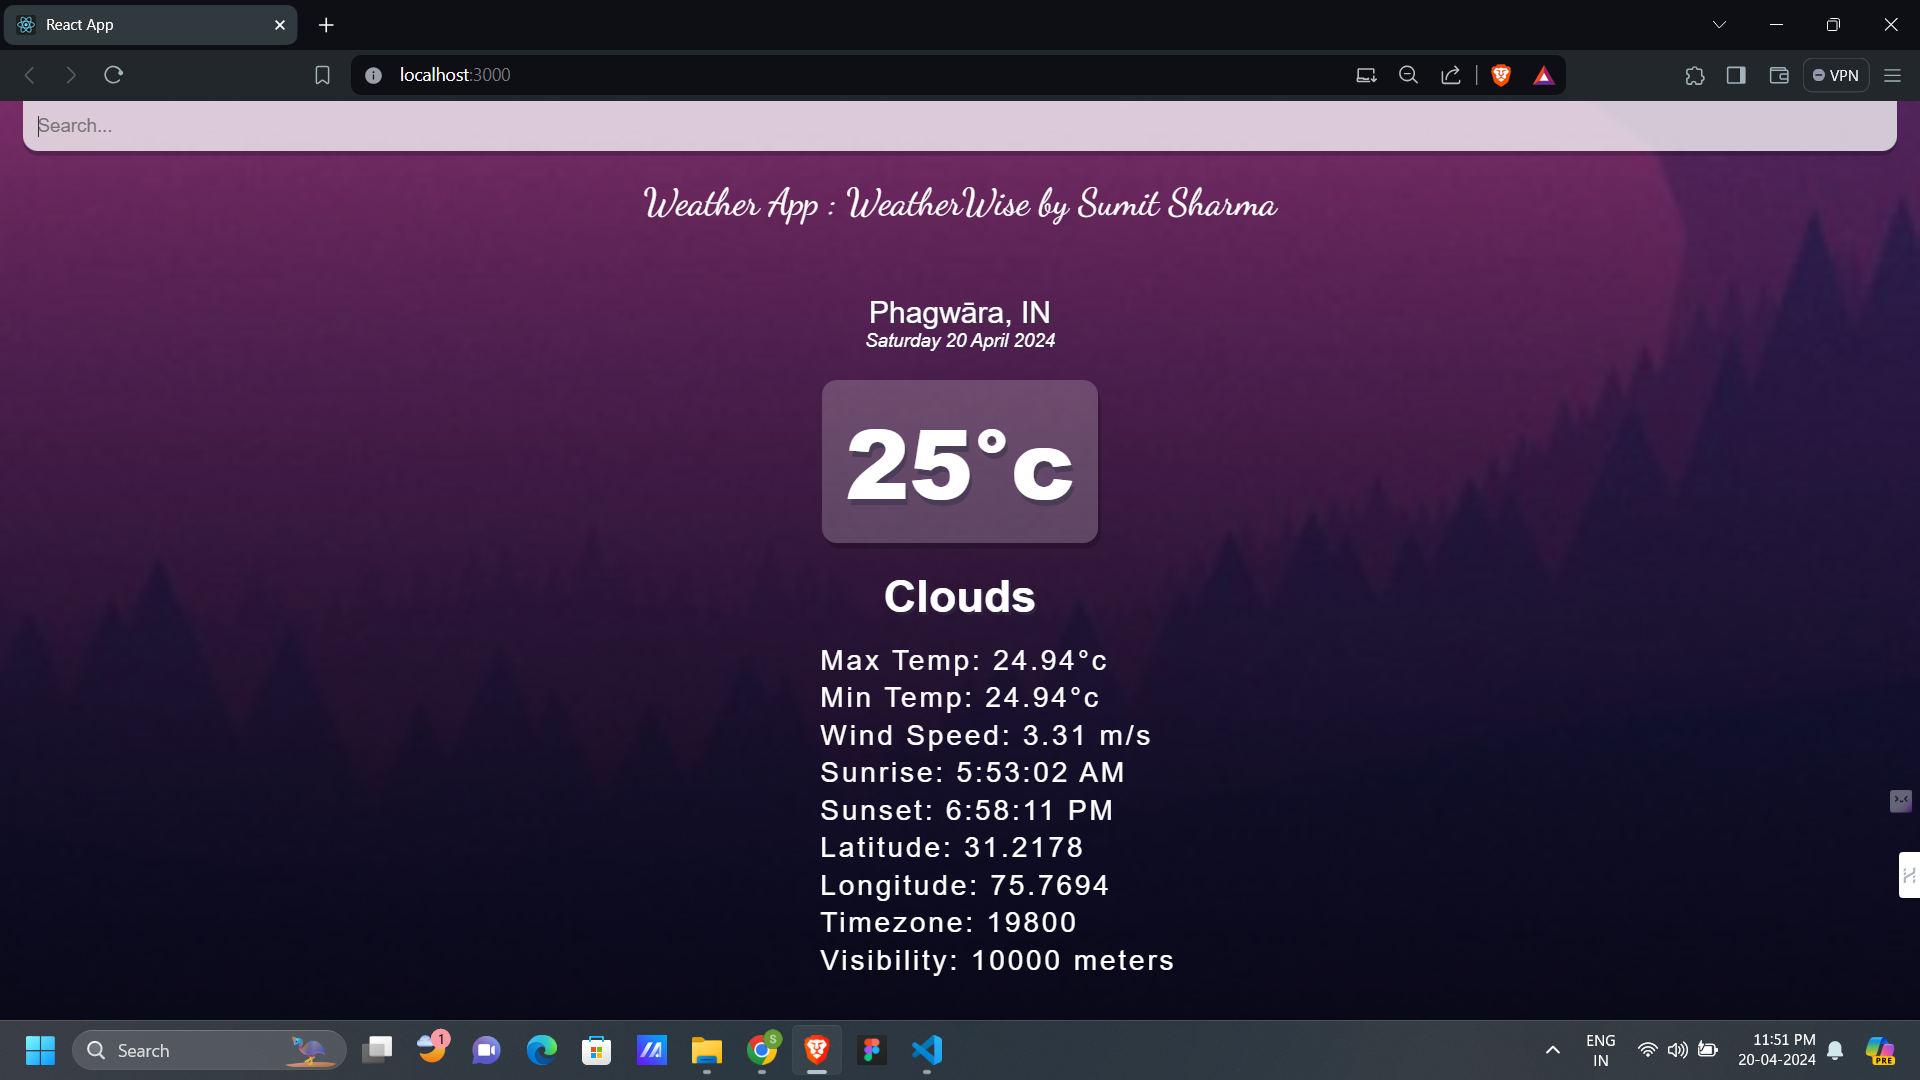 React App
localhost:3000
VPN
Search...
Weather App : WeatherWise by Sumit Sharma
Phagwāra, IN
Saturday 20 April 2024
25°c
Clouds
Max Temp: 24.94°c
Min Temp: 24.94°c
Wind Speed: 3.31 m/s
Sunrise: 5:53:02 AM
Sunset: 6:58:11 PM
Latitude: 31.2178
Longitude: 75.7694
Timezone: 19800
Visibility: 10000 meters
Search
1
S
ENG
IN
11:51 PM
20-04-2024
PRE